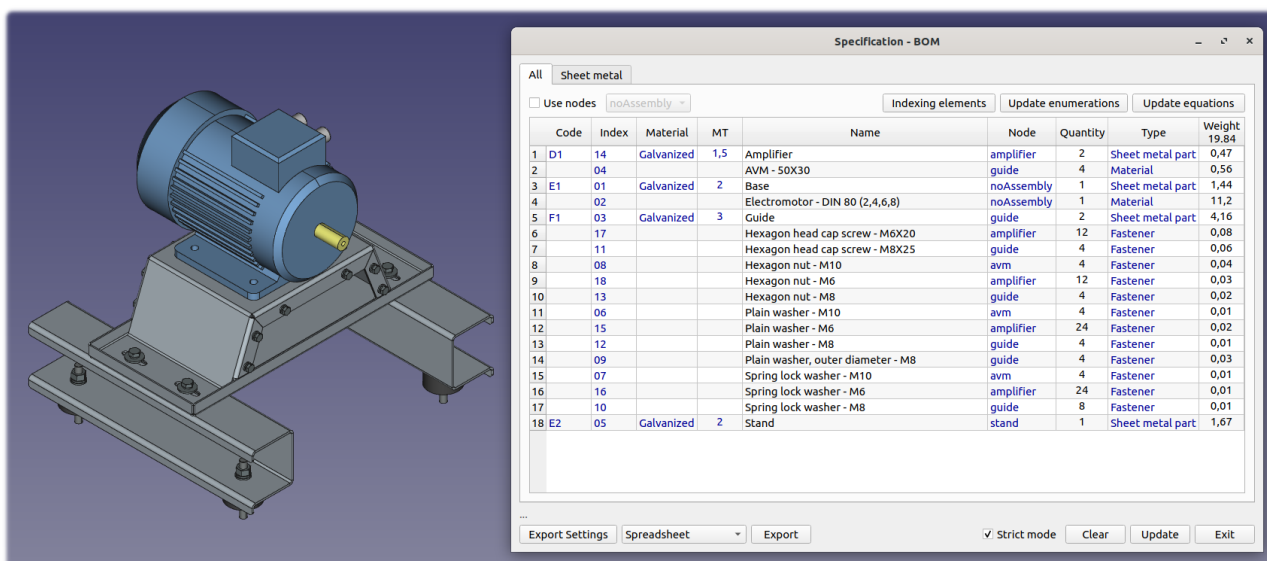 Specification - BOM
All Sheet metal
Use nodes noAssembly Indexing elements Update enumerations Update equations
Code Index Material MT Name Node Quantity Type Weight
19.84
1 D1 14 Galvanized 1,5 Amplifier amplifier 2 Sheet metal part 0,47
2 04 AVM - 50X30 guide 4 Material 0,56
3 E1 01 Galvanized 2 Base noAssembly 1 Sheet metal part 1,44
4 02 Electromotor - DIN 80 (2,4,6,8) noAssembly 1 Material 11,2
5 F1 03 Galvanized 3 Guide guide 2 Sheet metal part 4,16
6 17 Hexagon head cap screw - M6X20 amplifier 12 Fastener 0,08
7 11 Hexagon head cap screw - M8X25 guide 4 Fastener 0,06
8 08 Hexagon nut - M10 avm 4 Fastener 0,04
9 18 Hexagon nut - M6 amplifier 12 Fastener 0,03
10 13 Hexagon nut - M8 guide 4 Fastener 0,02
11 06 Plain washer - M10 avm 4 Fastener 0,01
12 15 Plain washer - M6 amplifier 24 Fastener 0,02
13 12 Plain washer - M8 guide 4 Fastener 0,01
14 09 Plain washer, outer diameter - M8 guide 4 Fastener 0,03
15 07 Spring lock washer - M10 avm 4 Fastener 0,01
16 16 Spring lock washer - M6 amplifier 24 Fastener 0,01
17 10 Spring lock washer - M8 guide 8 Fastener 0,01
18 E2 05 Galvanized 2 Stand stand 1 Sheet metal part 1,67
...
Export Settings Spreadsheet Export Strict mode Clear Update Exit